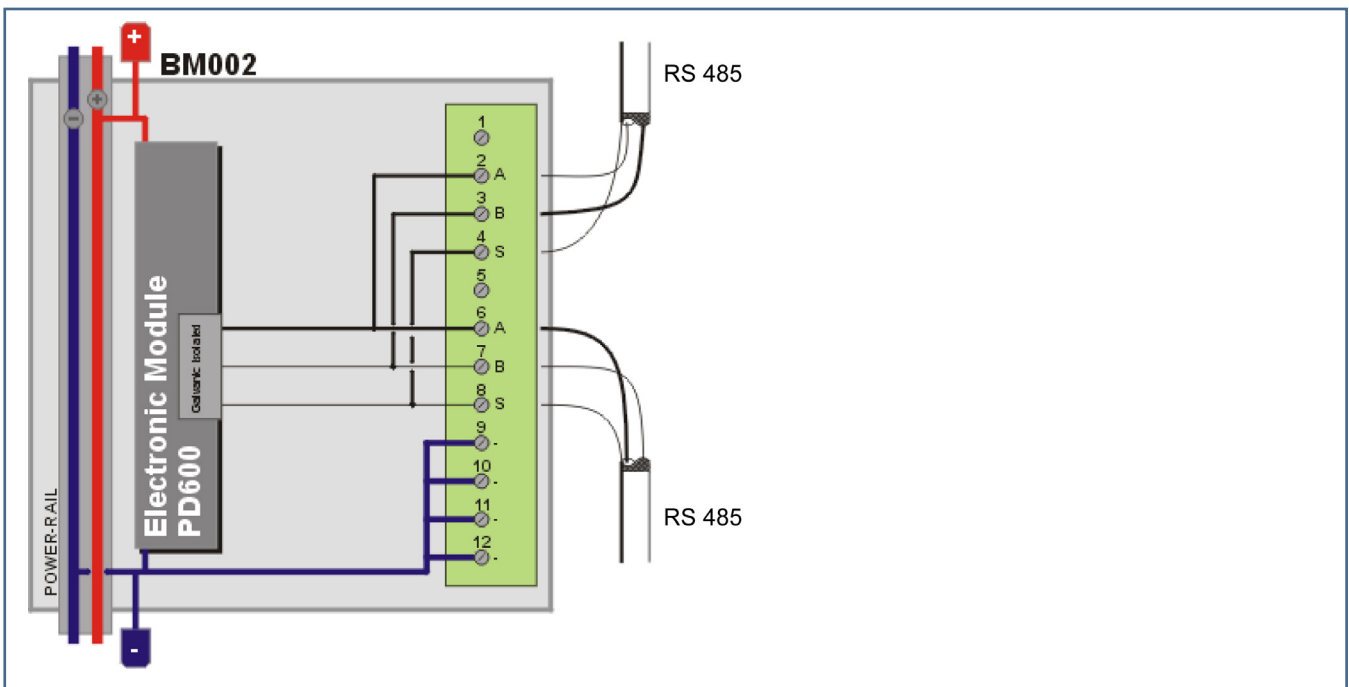 +
BM002
RS 485
+
-
1
2 A
3 B
4 S
5
6 A
7 B
8 S
9 -
10 -
11 -
12 -
Electronic Module
PD600
Galvanic Isolated
POWER-RAIL
RS 485
-